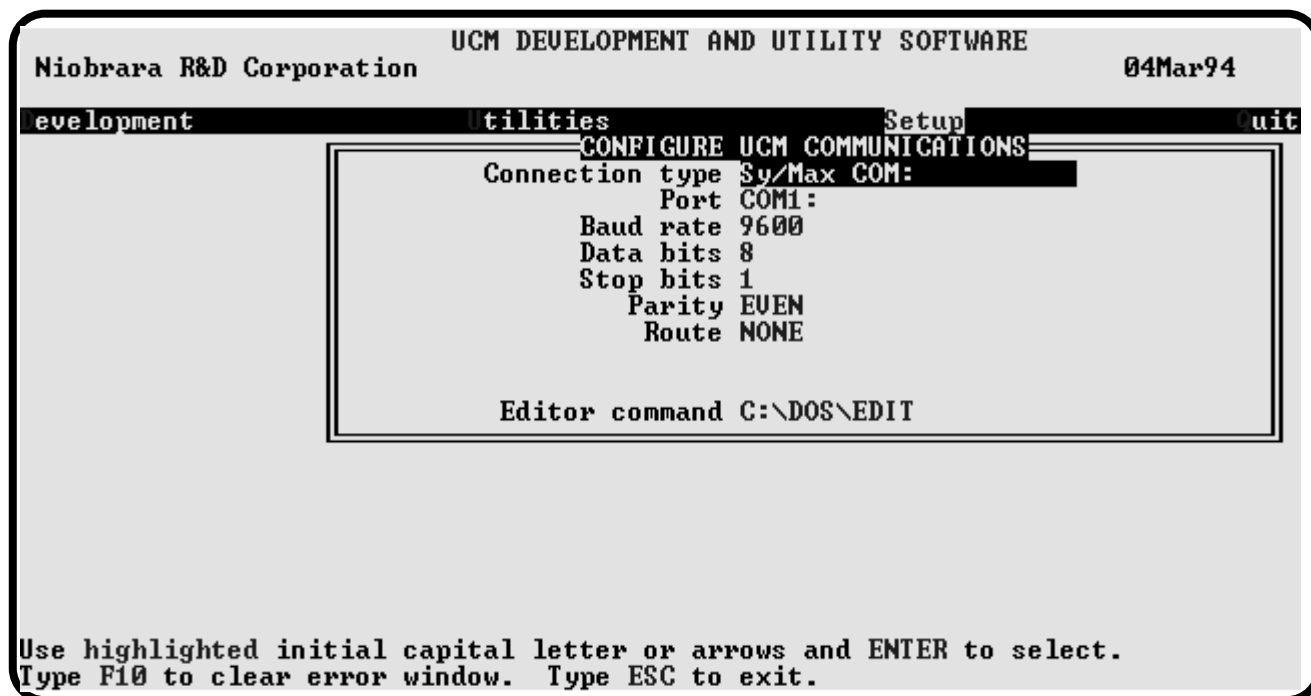 UCM DEVELOPMENT AND UTILITY SOFTWARE
Niobrara R&D Corporation 04Mar94
Development Utilities Setup Quit
CONFIGURE UCM COMMUNICATIONS
Connection type Sy/Max COM:
Port COM1:
Baud rate 9600
Data bits 8
Stop bits 1
Parity EVEN
Route NONE
Editor command C:\DOS\EDIT
Use highlighted initial capital letter or arrows and ENTER to select.
Type F10 to clear error window. Type ESC to exit.